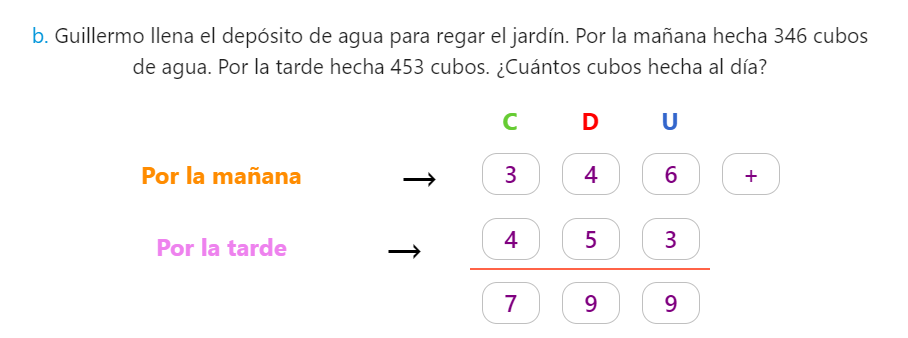 b. Guillermo llena el depósito de agua para regar el jardín. Por la mañana hecha 346 cubos
de agua. Por la tarde hecha 453 cubos. ¿Cuántos cubos hecha al día?
C D U
Por la mañana → 3 4 6 +
Por la tarde → 4 5 3
7 9 9